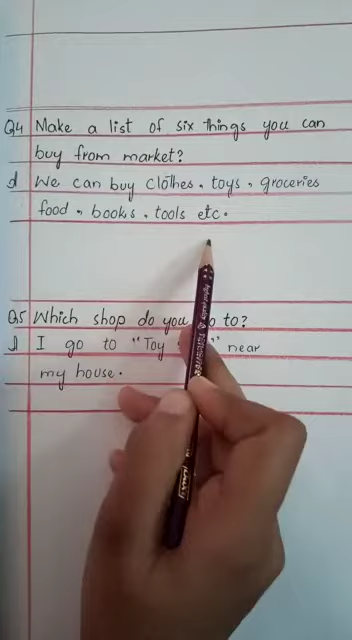 Q4 Make a list of six things you can
buy from market?
d We can buy clothes, toys, groceries
food, books, tools etc.
Q5 Which shop do you to?
d I go to "Toy " near
my house.